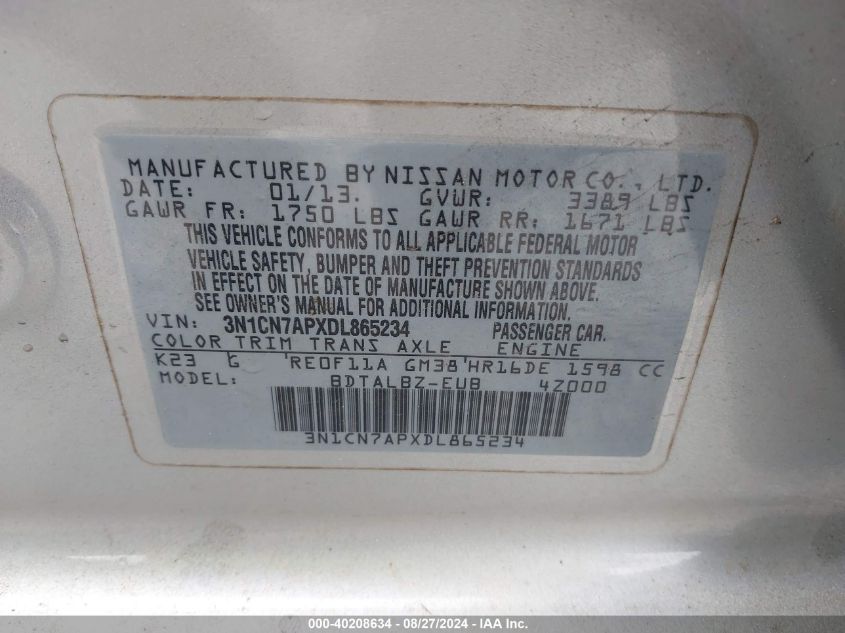 MANUFACTURED BY NISSAN MOTOR CO., LTD.
DATE: 01/13. GVWR: 3389 LBS
GAWR FR: 1750 LBS GAWR RR: 1671 LBS
THIS VEHICLE CONFORMS TO ALL APPLICABLE FEDERAL MOTOR
VEHICLE SAFETY, BUMPER AND THEFT PREVENTION STANDARDS
IN EFFECT ON THE DATE OF MANUFACTURE SHOWN ABOVE.
SEE OWNER'S MANUAL FOR ADDITIONAL INFORMATION.
VIN: 3N1CN7APXDL865234 PASSENGER CAR.
COLOR TRIM TRANS AXLE ENGINE
K23 G 'RE0F11A GM38'HR16DE 1598 CC
MODEL: BDTALBZ-EUB 4Z000
3N1CN7APXDL865234
000-40208634 / 08/27/2024 — © IAA Inc.